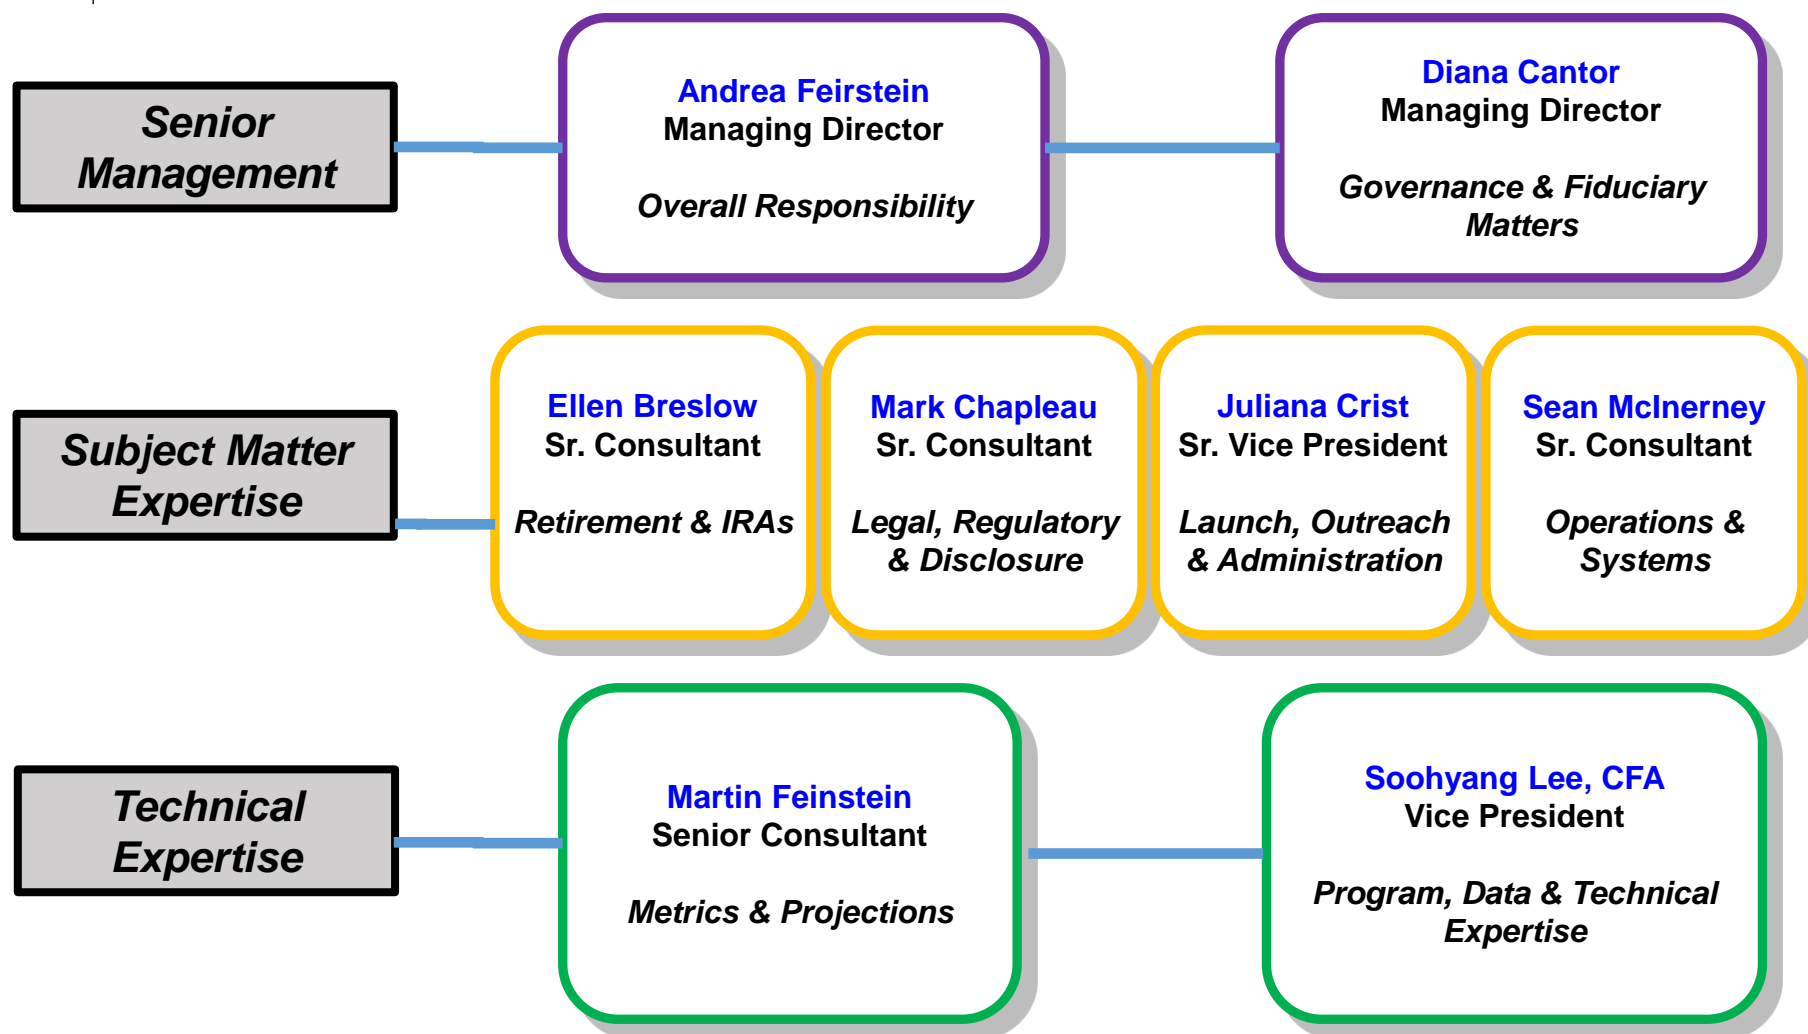 Senior
Management
Andrea Feirstein
Managing Director
Overall Responsibility
Diana Cantor
Managing Director
Governance & Fiduciary
Matters
Subject Matter
Expertise
Ellen Breslow
Sr. Consultant
Retirement & IRAs
Mark Chapleau
Sr. Consultant
Legal, Regulatory
& Disclosure
Juliana Crist
Sr. Vice President
Launch, Outreach
& Administration
Sean McInerney
Sr. Consultant
Operations &
Systems
Technical
Expertise
Martin Feinstein
Senior Consultant
Metrics & Projections
Soohyang Lee, CFA
Vice President
Program, Data & Technical
Expertise